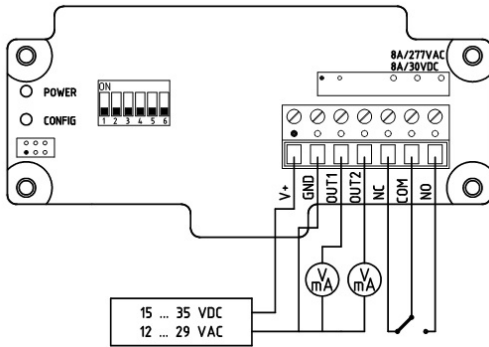 8A/277VAC
8A/30VDC
POWER
ON
1 2 3 4 5 6
CONFIG
V+
GND
OUT1
OUT2
NC
COM
NO
V
mA
V
mA
15 ... 35 VDC
12 ... 29 VAC